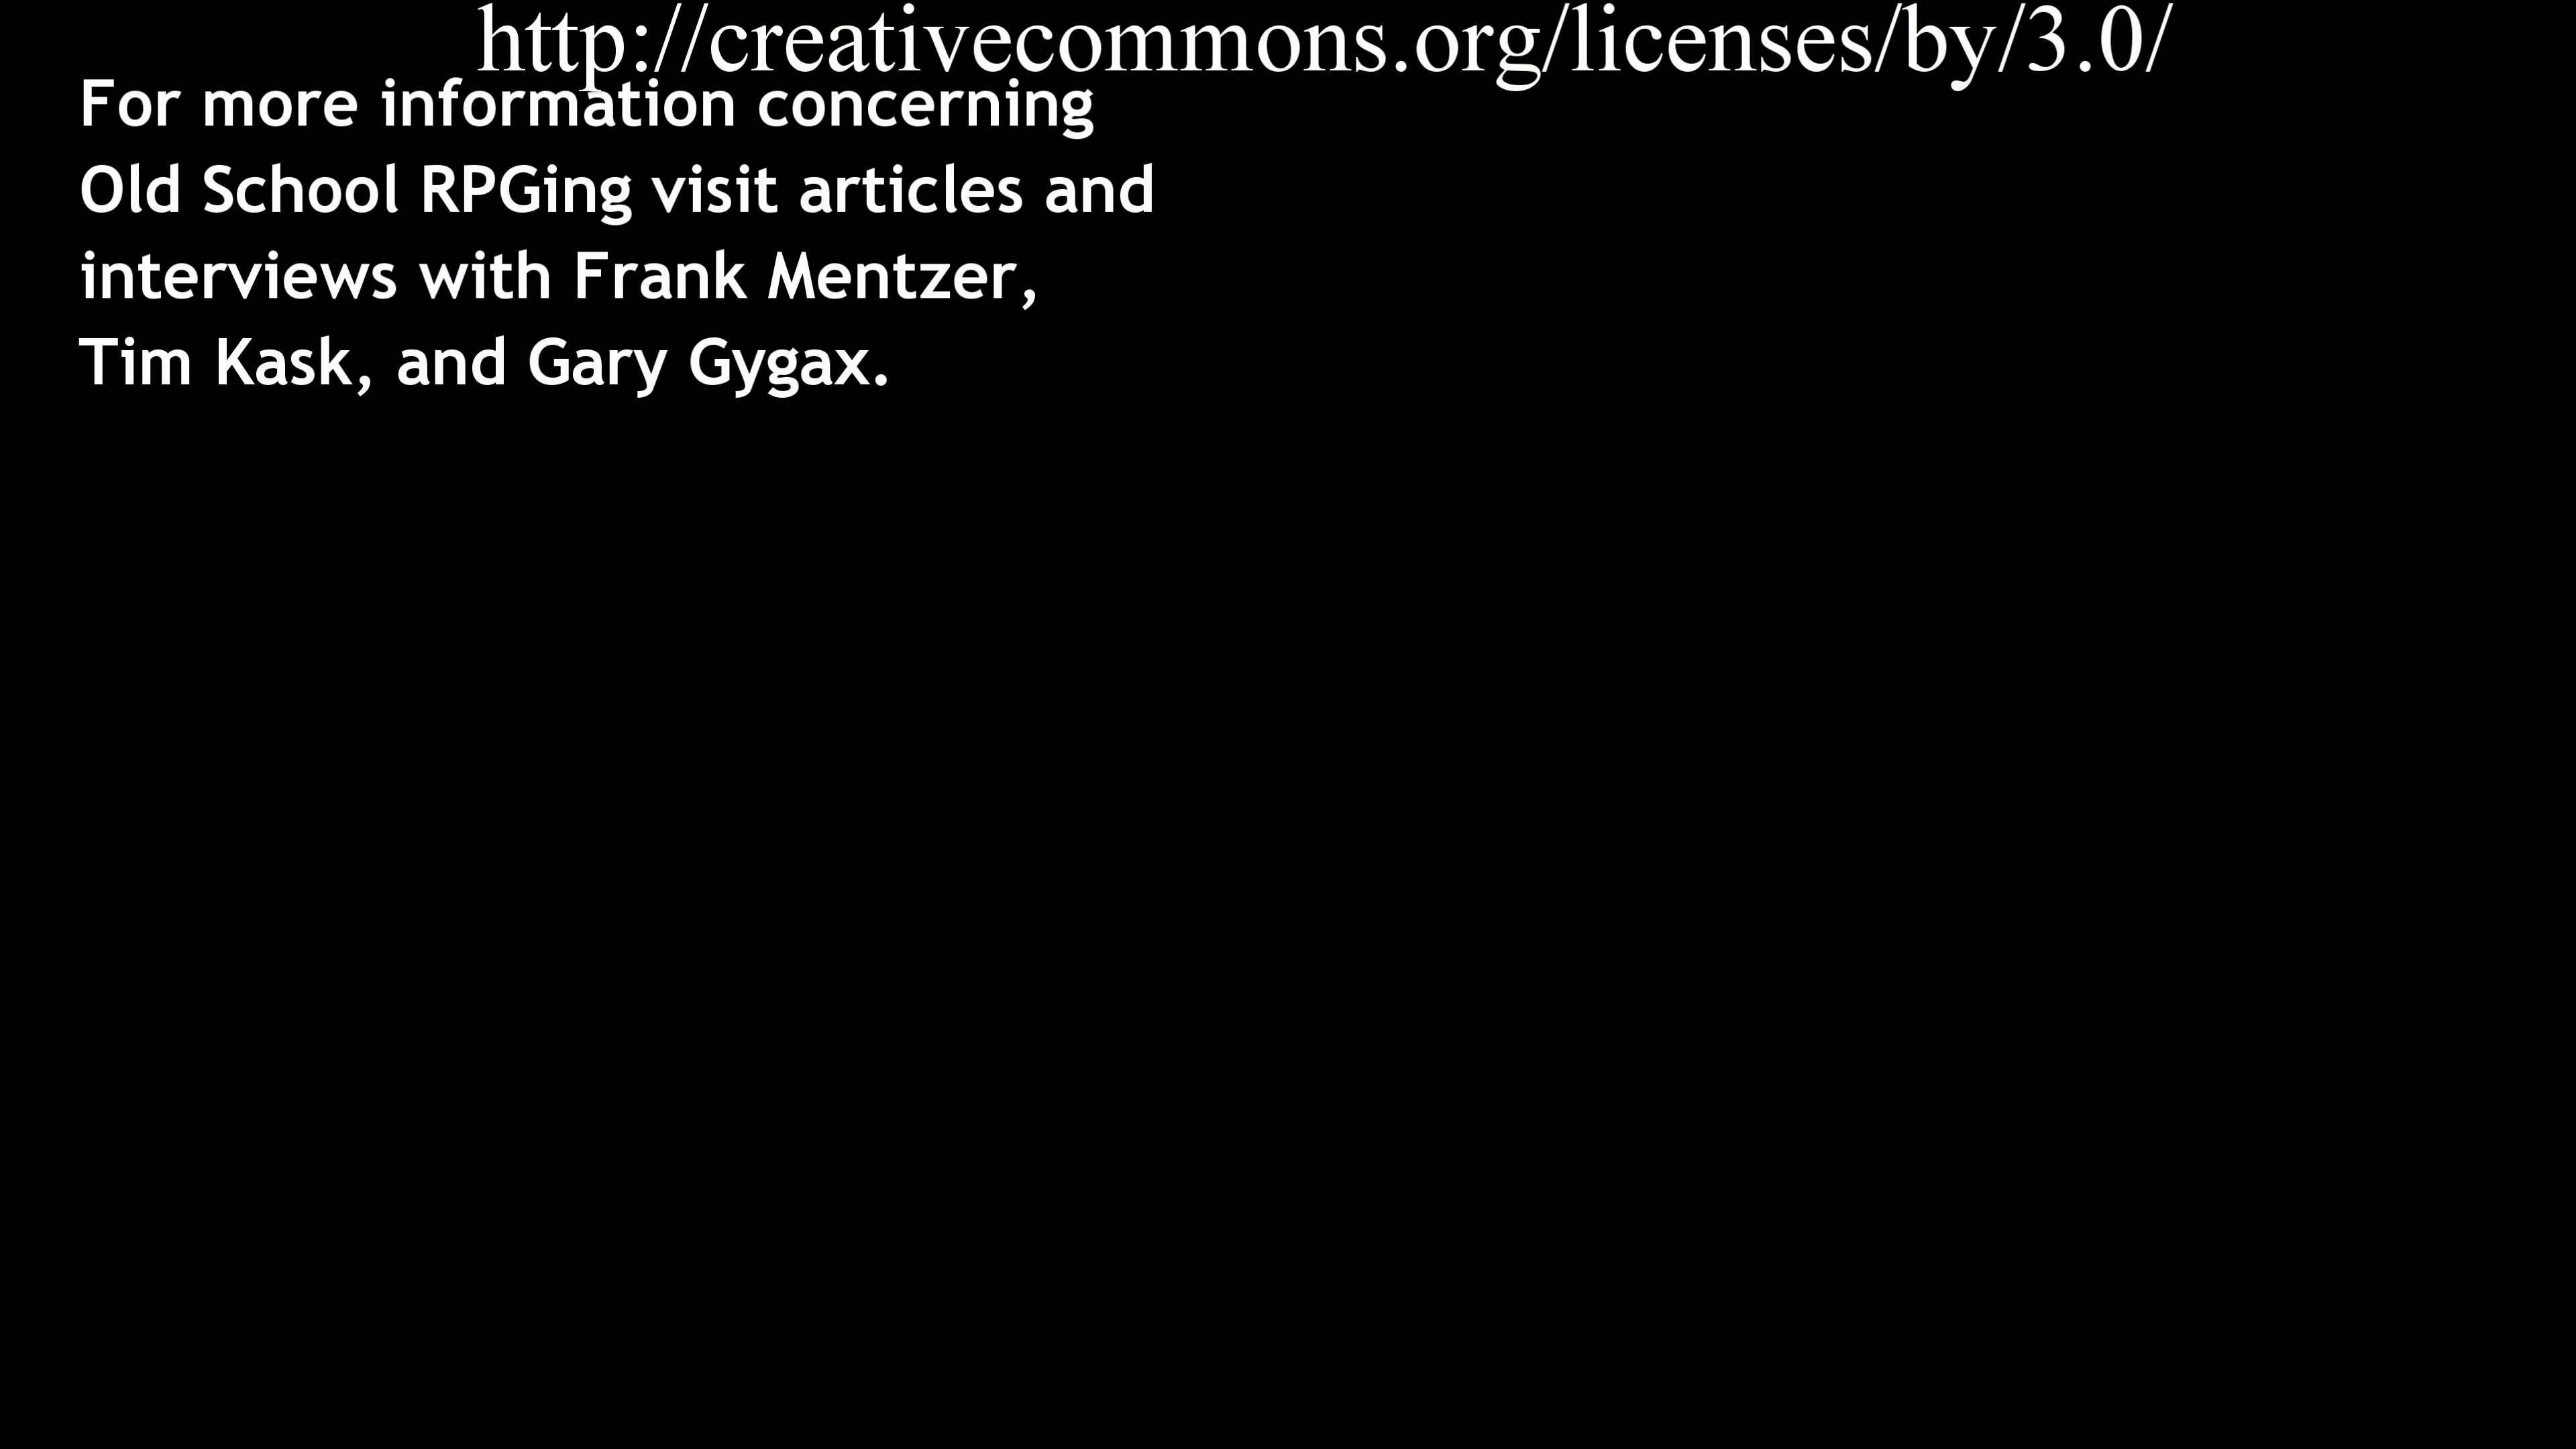 http://creativecommons.org/licenses/by/3.0/
For more information concerning
Old School RPGing visit articles and
interviews with Frank Mentzer,
Tim Kask, and Gary Gygax.